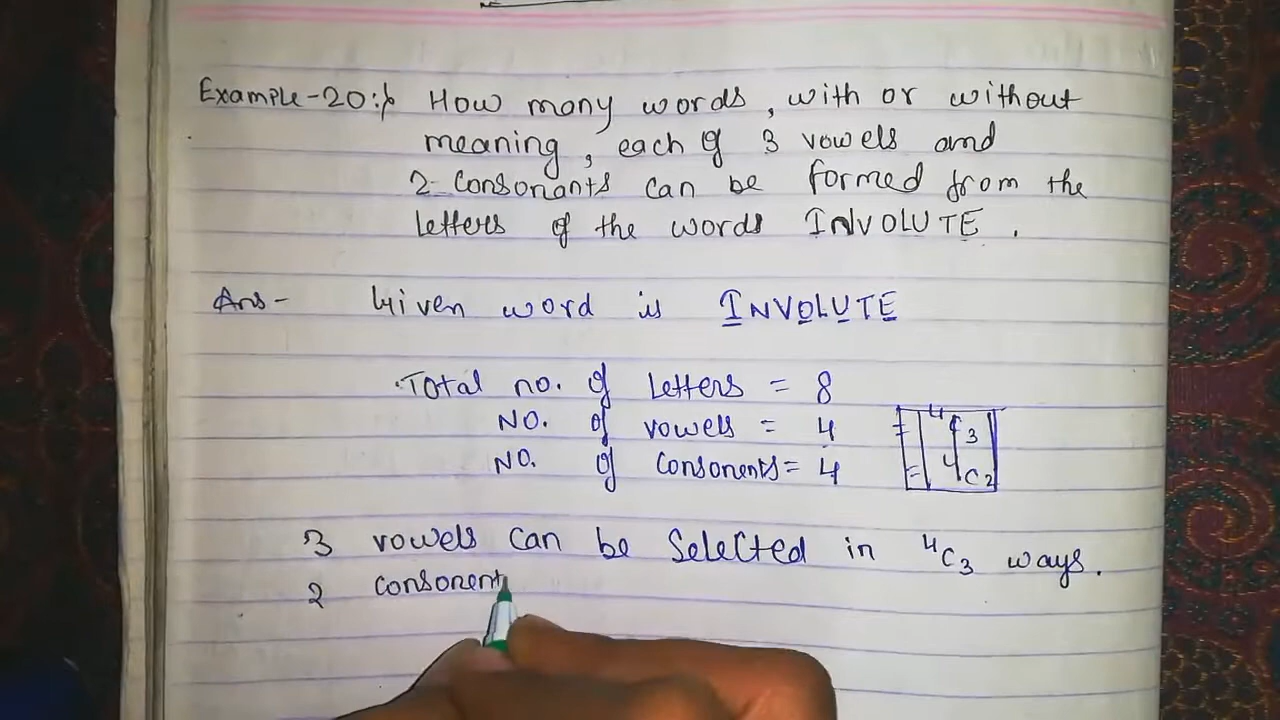 Example-20:
How many words, with or without
meaning, each of 3 vowels and
2 consonants can be formed from the
letters of the words INVOLUTE.
Ans- Given word is INVOLUTE
Total no. of Letters = 8
NO. of vowels = 4 = 4C3
NO. of Consonents = 4 = 4C2
3 vowels can be Selected in 4C3 ways.
2 Consonent